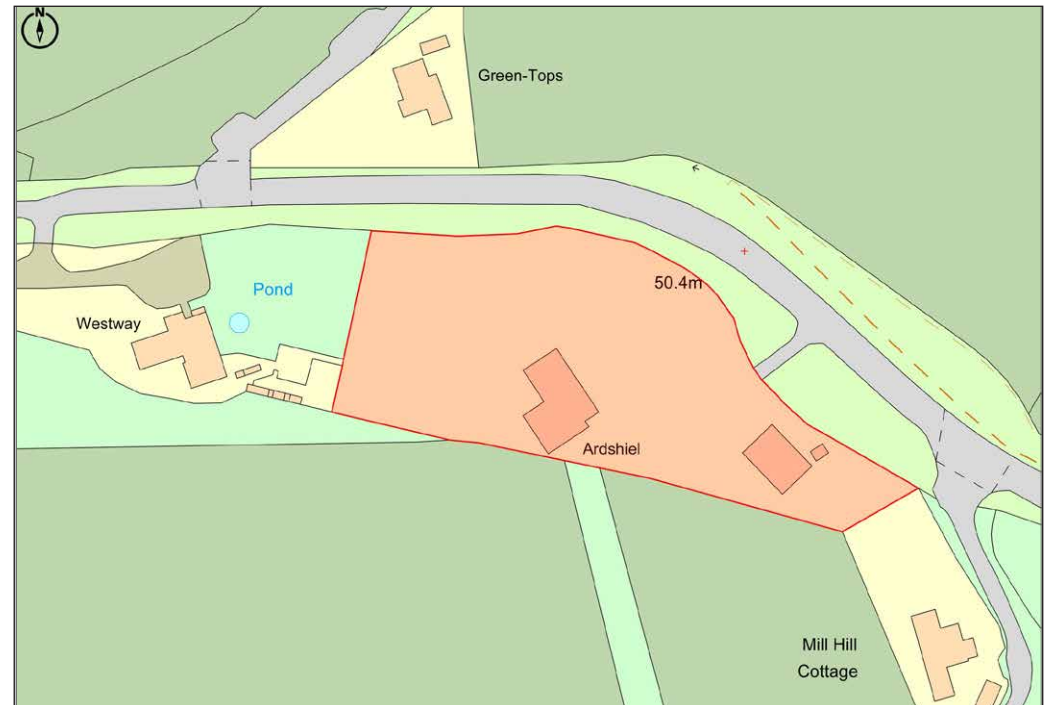 N
Green-Tops
50.4m
Pond
Westway
Ardshiel
Mill Hill
Cottage